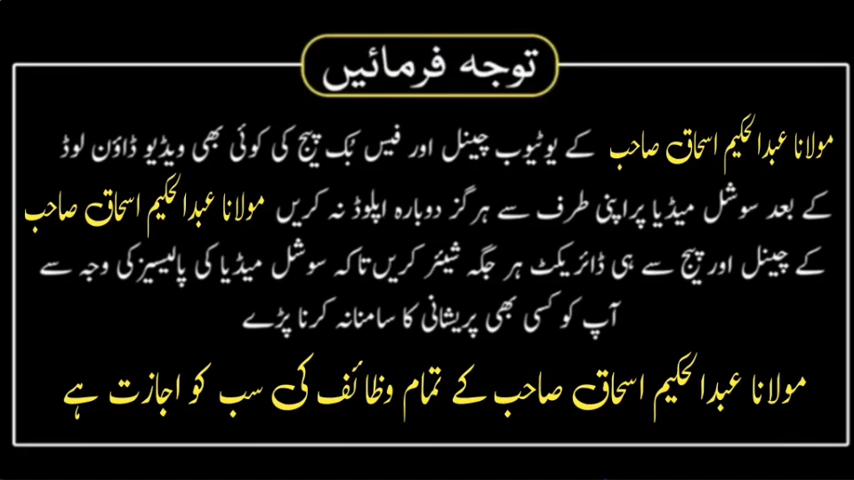 توجہ فرمائیں
مولانا عبدالحکیم اسحاق صاحب کے یوٹیوب چینل اور فیس بُک پیج کی کوئی بھی ویڈیو ڈاؤن لوڈ
کے بعد سوشل میڈیا پراپنی طرف سے ہرگز دوبارہ اپلوڈ نہ کریں مولانا عبدالحکیم اسحاق صاحب
کے چینل اور پیج سے ہی ڈائریکٹ ہر جگہ شیئر کریں تاکہ سوشل میڈیا کی پالیسیز کی وجہ سے
آپ کو کسی بھی پریشانی کا سامنا نہ کرنا پڑے
مولانا عبدالحکیم اسحاق صاحب کے تمام وظائف کی سب کو اجازت ہے